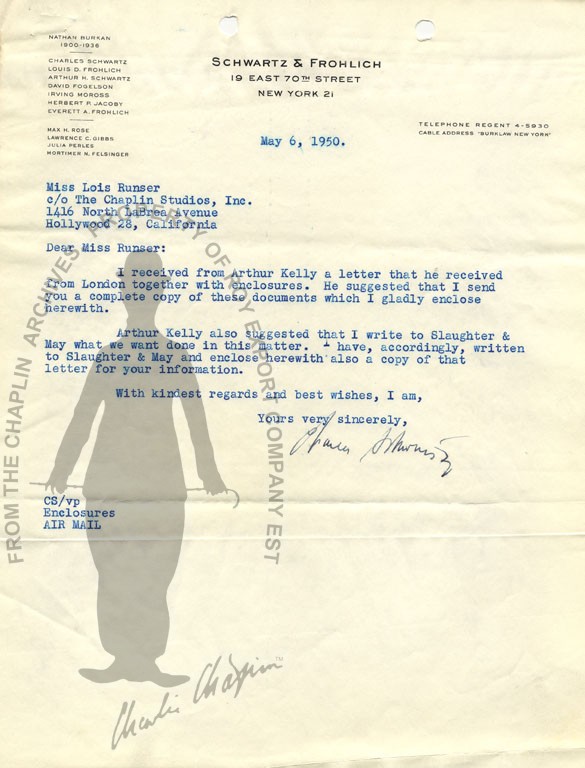 NATHAN BURKAN
1900-1936
CHARLES SCHWARTZ
LOUIS D. FROHLICH
ARTHUR H. SCHWARTZ
DAVID FOGELSON
IRVING MOROSS
HERBERT P. JACOBY
EVERETT A. FROHLICH
MAX H. ROSE
LAWRENCE C. GIBBS
JULIA PERLES
MORTIMER N. FELSINGER
SCHWARTZ & FROHLICH
19 EAST 70TH STREET
NEW YORK 21
TELEPHONE REGENT 4-5930
CABLE ADDRESS "BURKLAW NEW YORK"
May 6, 1950.
Miss Lois Runser
c/o The Chaplin Studios, Inc.
1416 North LaBrea Avenue
Hollywood 28, California
Dear Miss Runser:
I received from Arthur Kelly a letter that he received
from London together with enclosures. He suggested that I send
you a complete copy of these documents which I gladly enclose
herewith.
Arthur Kelly also suggested that I write to Slaughter &
May what we want done in this matter. I have, accordingly, written
to Slaughter & May and enclose herewith also a copy of that
letter for your information.
With kindest regards and best wishes, I am,
Yours very sincerely,
Charles Schwartz
CS/vp
Enclosures
AIR MAIL
FROM THE CHAPLIN ARCHIVES PROPERTY OF ROY EXPORT COMPANY EST
Charlie Chaplin™